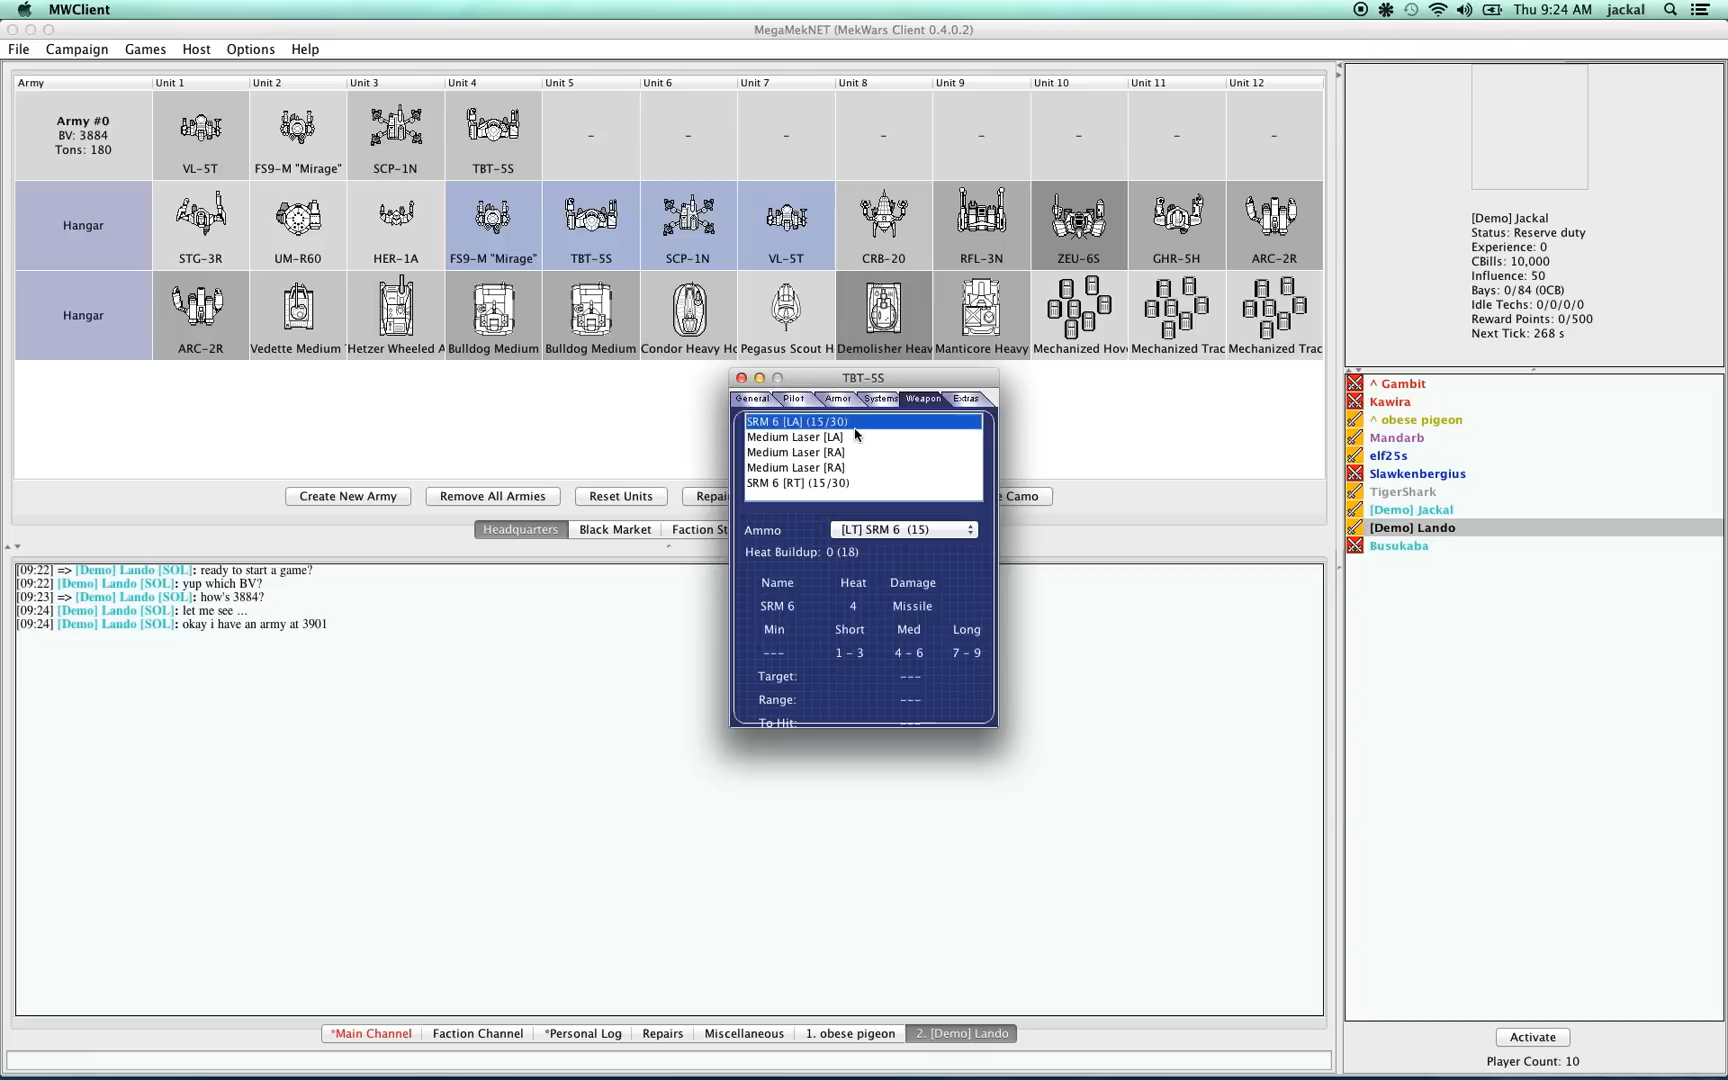 MWClient
Thu 9:24 AM jackal
MegaMekNET (MekWars Client 0.4.0.2)
File Campaign Games Host Options Help
Army Unit 1 Unit 2 Unit 3 Unit 4 Unit 5 Unit 6 Unit 7 Unit 8 Unit 9 Unit 10 Unit 11 Unit 12
Army #0
BV: 3884
Tons: 180
VL-5T FS9-M "Mirage" SCP-1N TBT-5S
- - - - - - - -
Hangar
STG-3R UM-R60 HER-1A FS9-M "Mirage" TBT-5S SCP-1N VL-5T CRB-20 RFL-3N ZEU-6S GHR-5H ARC-2R
Hangar
ARC-2R Vedette Medium Hetzer Wheeled A Bulldog Medium Bulldog Medium Condor Heavy Ho Pegasus Scout H Demolisher Heav Manticore Heavy Mechanized Hov Mechanized Trac Mechanized Trac
Create New Army Remove All Armies Reset Units Repai e Camo
Headquarters Black Market Faction St
TBT-5S
General Pilot Armor Systems Weapon Extras
SRM 6 [LA] (15/30)
Medium Laser [LA]
Medium Laser [RA]
Medium Laser [RA]
SRM 6 [RT] (15/30)
Ammo [LT] SRM 6 (15)
Heat Buildup: 0 (18)
Name Heat Damage
SRM 6 4 Missile
Min Short Med Long
--- 1 - 3 4 - 6 7 - 9
Target: ---
Range: ---
To Hit: ---
[09:22] => [Demo] Lando [SOL]: ready to start a game?
[09:22] [Demo] Lando [SOL]: yup which BV?
[09:23] => [Demo] Lando [SOL]: how's 3884?
[09:24] [Demo] Lando [SOL]: let me see ...
[09:24] [Demo] Lando [SOL]: okay i have an army at 3901
*Main Channel Faction Channel *Personal Log Repairs Miscellaneous 1. obese pigeon 2. [Demo] Lando
[Demo] Jackal
Status: Reserve duty
Experience: 0
CBills: 10,000
Influence: 50
Bays: 0/84 (0CB)
Idle Techs: 0/0/0/0
Reward Points: 0/500
Next Tick: 268 s
^ Gambit
Kawira
^ obese pigeon
Mandarb
elf25s
Slawkenbergius
TigerShark
[Demo] Jackal
[Demo] Lando
Busukaba
Activate
Player Count: 10